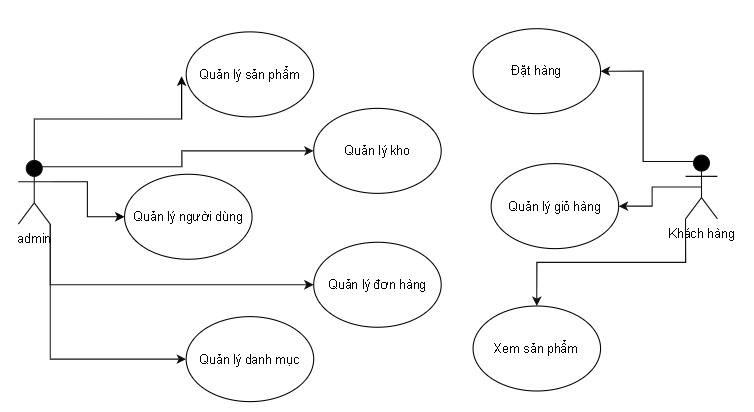 Quản lý sản phẩm
Đặt hàng
Quản lý kho
Quản lý người dùng
Quản lý giỏ hàng
admin
Khách hàng
Quản lý đơn hàng
Xem sản phẩm
Quản lý danh mục